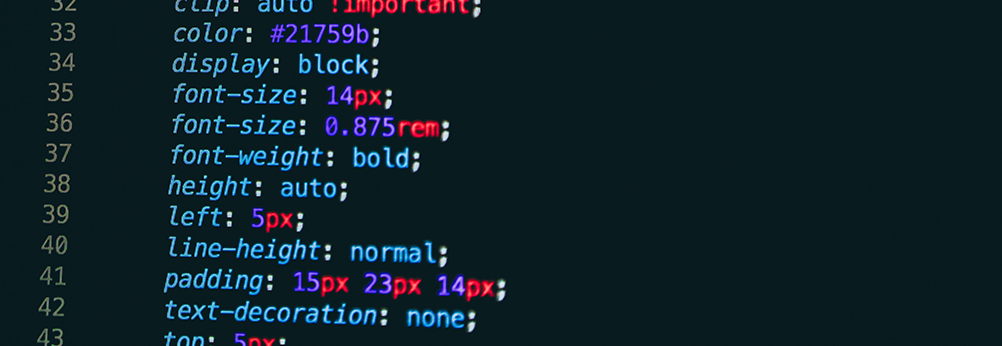 32 clip: auto !important;
33 color: #21759b;
34 display: block;
35 font-size: 14px;
36 font-size: 0.875rem;
37 font-weight: bold;
38 height: auto;
39 left: 5px;
40 line-height: normal;
41 padding: 15px 23px 14px;
42 text-decoration: none;
43 top: 5px;